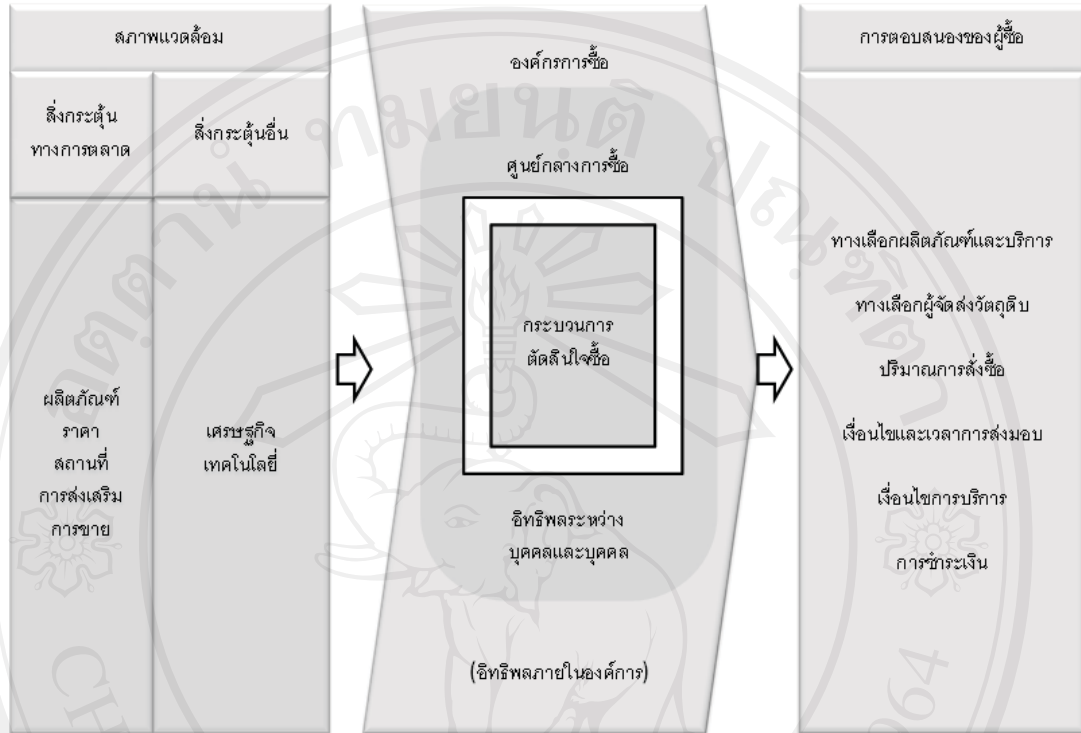 สภาพแวดล้อม
สิ่งกระตุ้น
ทางการตลาด
สิ่งกระตุ้นอื่น
ผลิตภัณฑ์
ราคา
สถานที่
การส่งเสริม
การขาย
เศรษฐกิจ
เทคโนโลยี่
องค์กรการซื้อ
ศูนย์กลางการซื้อ
กระบวนการ
ตัดสินใจซื้อ
อิทธิพลระหว่าง
บุคคลและบุคคล
(อิทธิพลภายในองค์การ)
การตอบสนองของผู้ซื้อ
ทางเลือกผลิตภัณฑ์และบริการ
ทางเลือกผู้จัดส่งวัตถุดิบ
ปริมาณการสั่งซื้อ
เงื่อนไขและเวลาการส่งมอบ
เงื่อนไขการบริการ
การชำระเงิน